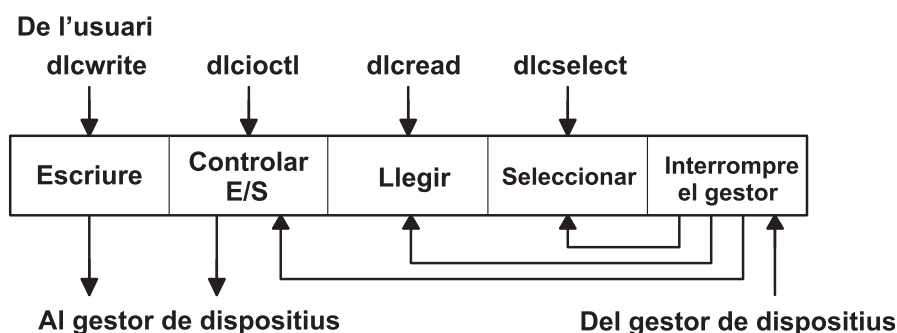 De l’usuari
dlcwrite dlcioctl dlcread dlcselect
Escriure Controlar E/S Llegir Seleccionar Interrompre el gestor
Al gestor de dispositius Del gestor de dispositius